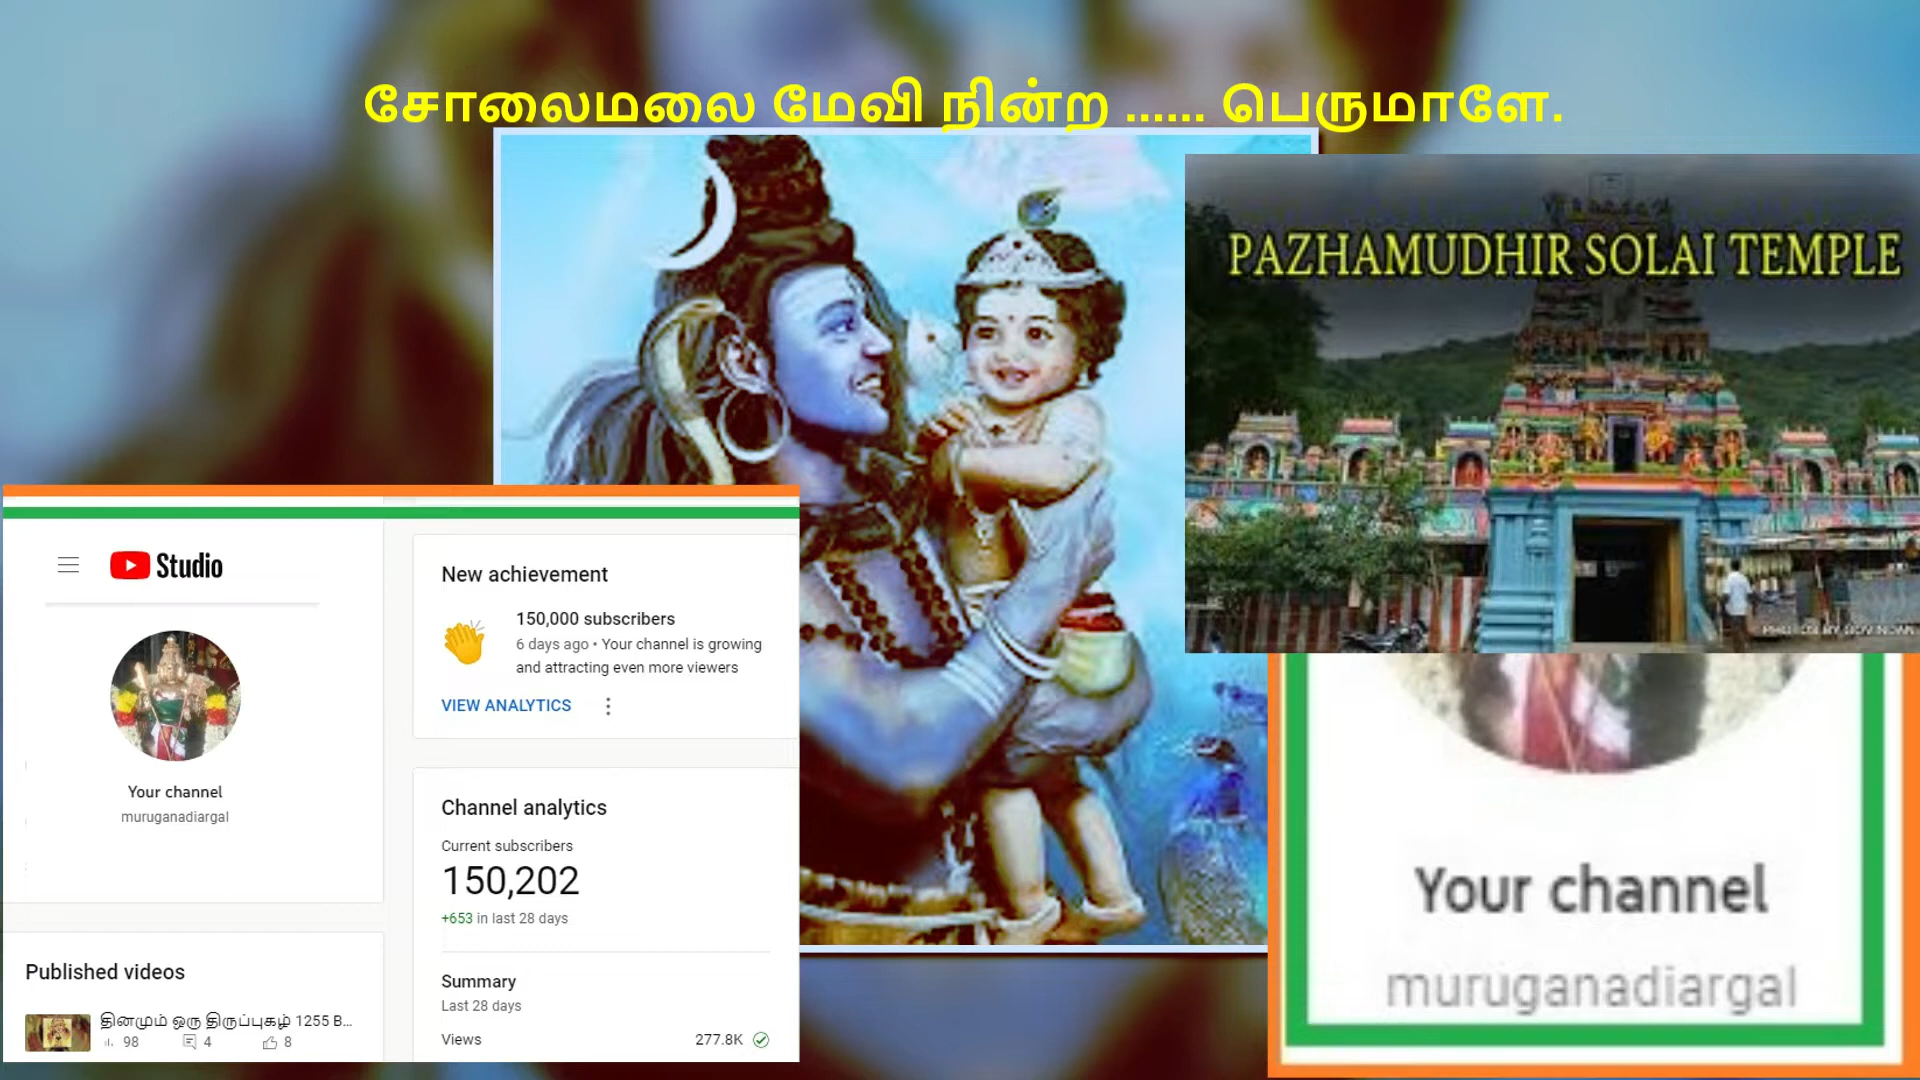 சோலைமலை மேவி நின்ற ...... பெருமாளே.
PAZHAMUDHIR SOLAI TEMPLE
PHOTOS BY GOVINDAN
Studio
Your channel
muruganadiargal
Published videos
தினமும் ஒரு திருப்புகழ் 1255 B...
98 4 8
New achievement
150,000 subscribers
6 days ago • Your channel is growing
and attracting even more viewers
VIEW ANALYTICS
Channel analytics
Current subscribers
150,202
+653 in last 28 days
Summary
Last 28 days
Views 277.8K
Your channel
muruganadiargal